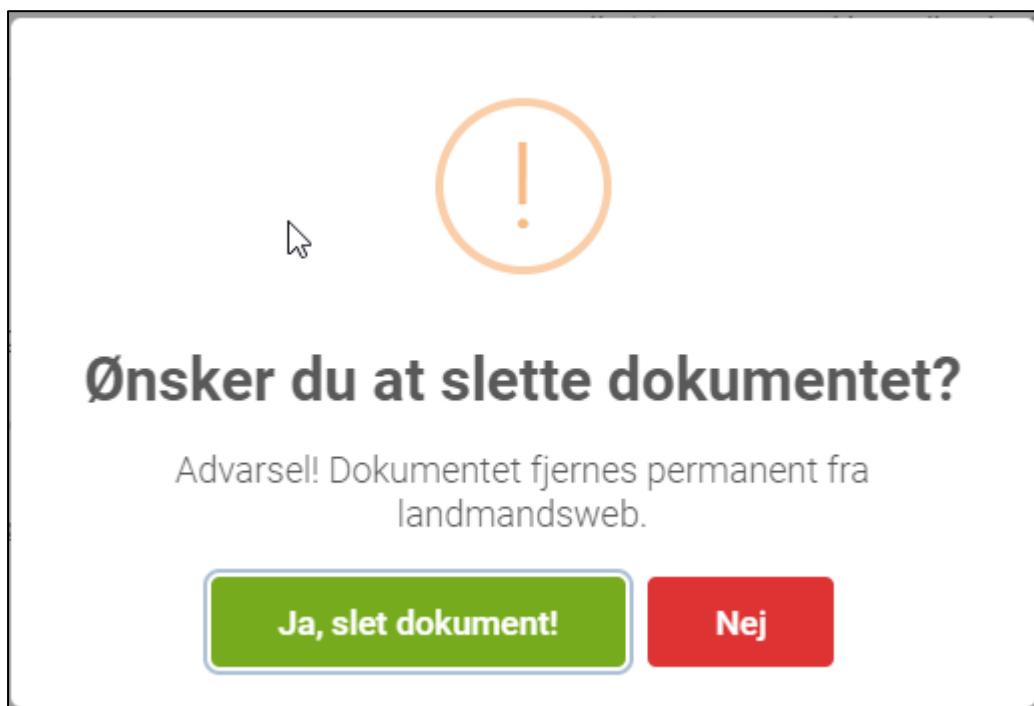 Ønsker du at slette dokumentet?
Advarsel! Dokumentet fjernes permanent fra
landmandsweb.
Ja, slet dokument! Nej